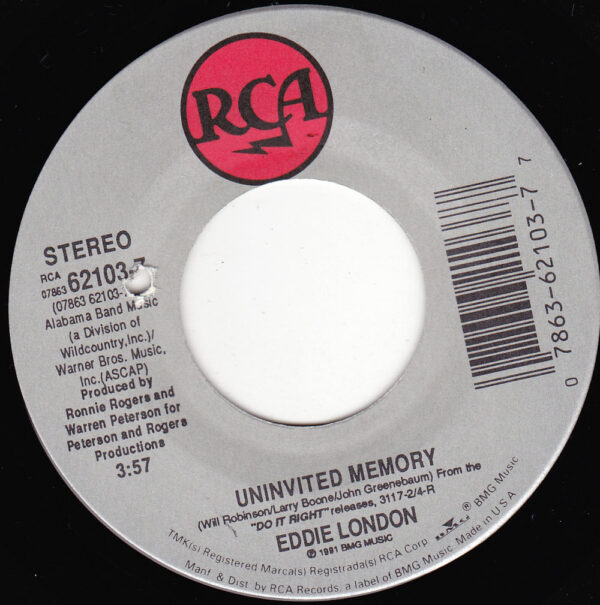 RCA
STEREO
RCA
07863 62103-7
(07863 62103-
Alabama Band Music
(a Division of
Wildcountry,Inc.)/
Warner Bros. Music,
Inc.(ASCAP)
Produced by
Ronnie Rogers and
Warren Peterson for
Peterson and Rogers
Productions
3:57
0 7863-62103-7 7
UNINVITED MEMORY
(Will Robinson/Larry Boone/John Greenebaum) From the
"DO IT RIGHT" releases, 3117-2/4-R
EDDIE LONDON
℗ 1991 BMG MUSIC
TMK(s) Registered Marca(s) Registrada(s) RCA Corp. BMG ® BMG Music
Manf. & Dist. by RCA Records, a label of BMG Music. Made in U.S.A